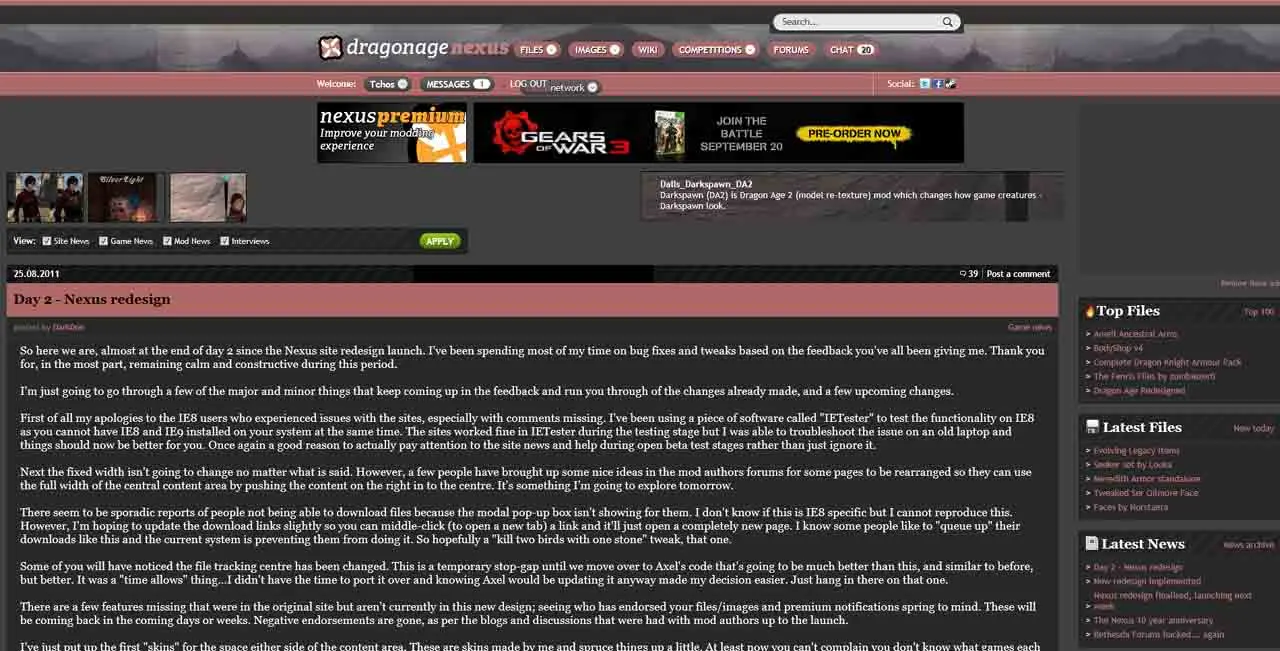 Search...
dragonage nexus FILES IMAGES WIKI COMPETITIONS FORUMS CHAT 20
Welcome: Tchos MESSAGES 1 LOG OUT network Social:
nexuspremium
Improve your modding
experience
GEARS
OF WAR 3
JOIN THE
BATTLE
SEPTEMBER 20
PRE-ORDER NOW
SilverLight
Dalls_Darkspawn_DA2
Darkspawn (DA2) is Dragon Age 2 (model re-texture) mod which changes how game creatures -
Darkspawn look.
View: Site News Game News Mod News Interviews APPLY
25.08.2011 39 Post a comment
Day 2 - Nexus redesign
posted by DarkOne Game news
So here we are, almost at the end of day 2 since the Nexus site redesign launch. I've been spending most of my time on bug fixes and tweaks based on the feedback you've all been giving me. Thank you
for, in the most part, remaining calm and constructive during this period.
I'm just going to go through a few of the major and minor things that keep coming up in the feedback and run you through of the changes already made, and a few upcoming changes.
First of all my apologies to the IE8 users who experienced issues with the sites, especially with comments missing. I've been using a piece of software called "IETester" to test the functionality on IE8
as you cannot have IE8 and IE9 installed on your system at the same time. The sites worked fine in IETester during the testing stage but I was able to troubleshoot the issue on an old laptop and
things should now be better for you. Once again a good reason to actually pay attention to the site news and help during open beta test stages rather than just ignore it.
Next the fixed width isn't going to change no matter what is said. However, a few people have brought up some nice ideas in the mod authors forums for some pages to be rearranged so they can use
the full width of the central content area by pushing the content on the right in to the centre. It's something I'm going to explore tomorrow.
There seem to be sporadic reports of people not being able to download files because the modal pop-up box isn't showing for them. I don't know if this is IE8 specific but I cannot reproduce this.
However, I'm hoping to update the download links slightly so you can middle-click (to open a new tab) a link and it'll just open a completely new page. I know some people like to "queue up" their
downloads like this and the current system is preventing them from doing it. So hopefully a "kill two birds with one stone" tweak, that one.
Some of you will have noticed the file tracking centre has been changed. This is a temporary stop-gap until we move over to Axel's code that's going to be much better than this, and similar to before,
but better. It was a "time allows" thing...I didn't have the time to port it over and knowing Axel would be updating it anyway made my decision easier. Just hang in there on that one.
There are a few features missing that were in the original site but aren't currently in this new design; seeing who has endorsed your files/images and premium notifications spring to mind. These will
be coming back in the coming days or weeks. Negative endorsements are gone, as per the blogs and discussions that were had with mod authors up to the launch.
I've just put up the first "skins" for the space either side of the content area. These are skins made by me and spruce things up a little. At least now you can't complain you don't know what games each
Remove these ads
Top Files Top 100
> Amell Ancestral Arms
> BodyShop v4
> Complete Dragon Knight Armour Pack
> The Fenris Files by zombienerd
> Dragon Age Redesigned
Latest Files New today
> Evolving Legacy Items
> Seeker set by Louka
> Meredith Armor standalone
> Tweaked Ser Gilmore Face
> Faces by Horstarra
Latest News News archive
> Day 2 - Nexus redesign
> New redesign implemented
> Nexus redesign finalised, launching next
week
> The Nexus 10 year anniversary
> Bethesda Forums hacked... again